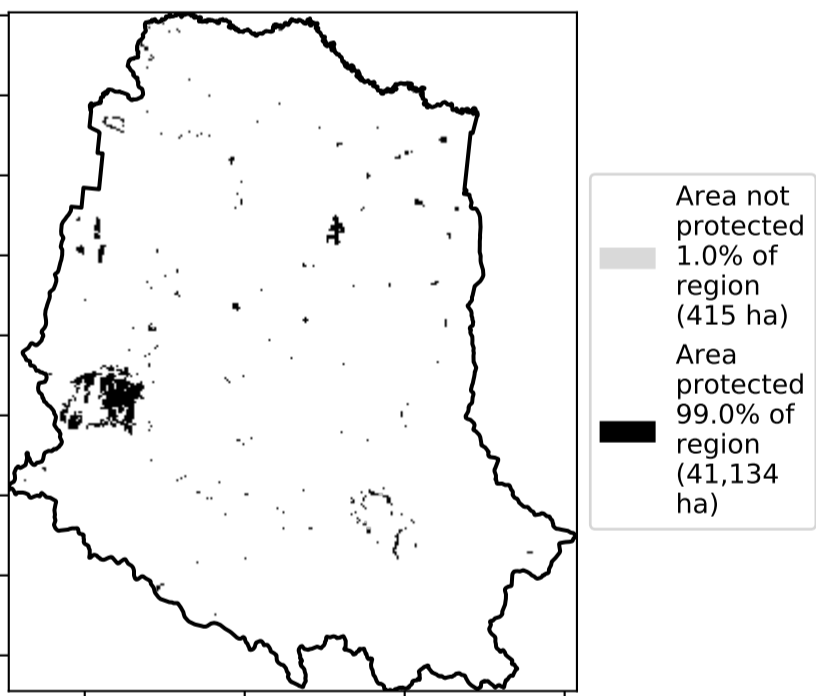 Area not
protected
1.0% of
region
(415 ha)
Area
protected
99.0% of
region
(41,134
ha)